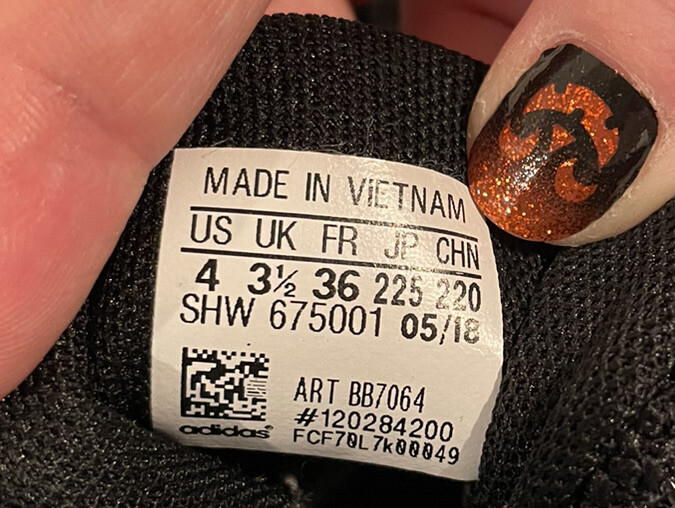 MADE IN VIETNAM
US UK FR JP CHN
4 3½ 36 225 220
SHW 675001 05/18
ART BB7064
#120284200
adidas® FCF70L7k00049